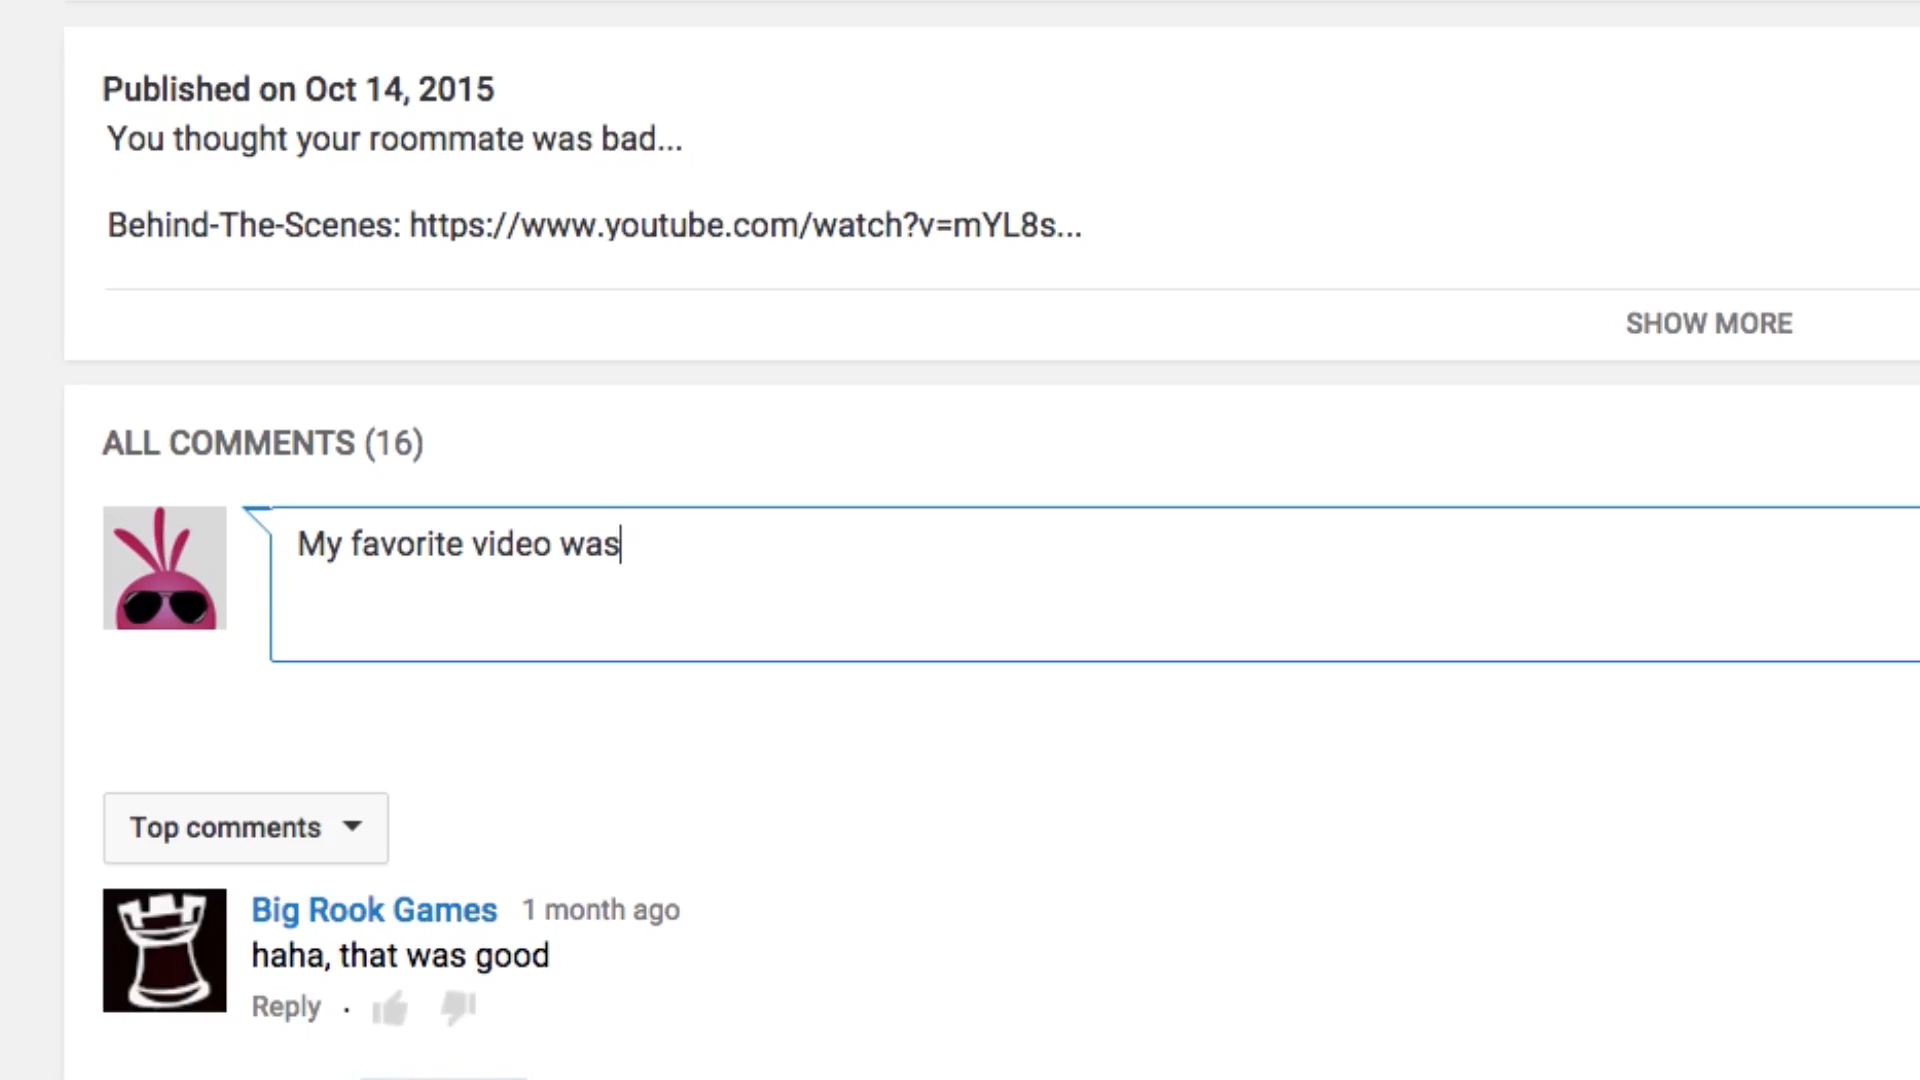 Published on Oct 14, 2015
You thought your roommate was bad...
Behind-The-Scenes: https://www.youtube.com/watch?v=mYL8s...
SHOW MORE
ALL COMMENTS (16)
My favorite video was
Top comments
Big Rook Games 1 month ago
haha, that was good
Reply ·